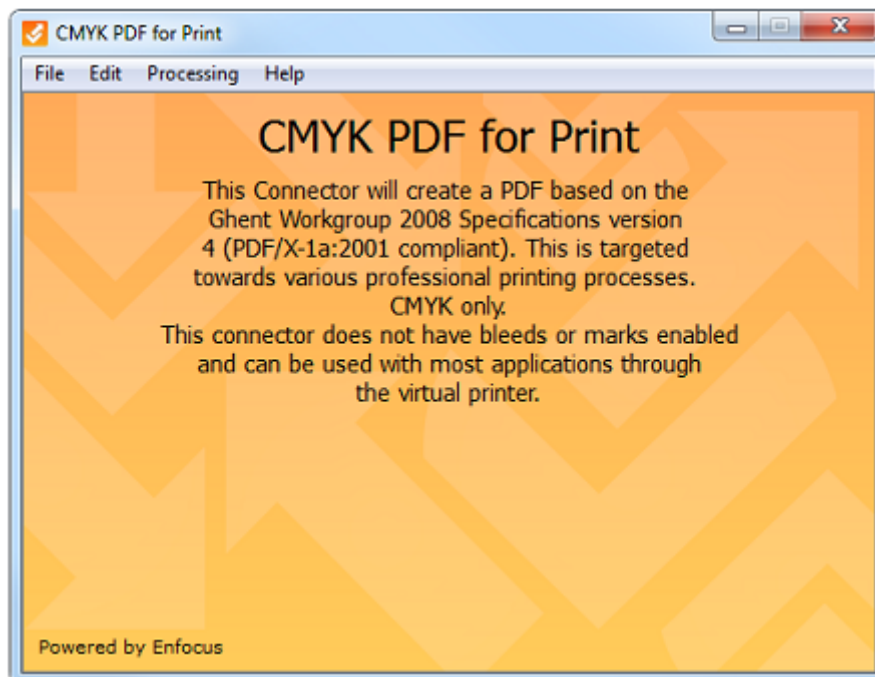 CMYK PDF for Print
File Edit Processing Help
CMYK PDF for Print
This Connector will create a PDF based on the
Ghent Workgroup 2008 Specifications version
4 (PDF/X-1a:2001 compliant). This is targeted
towards various professional printing processes.
CMYK only.
This connector does not have bleeds or marks enabled
and can be used with most applications through
the virtual printer.
Powered by Enfocus